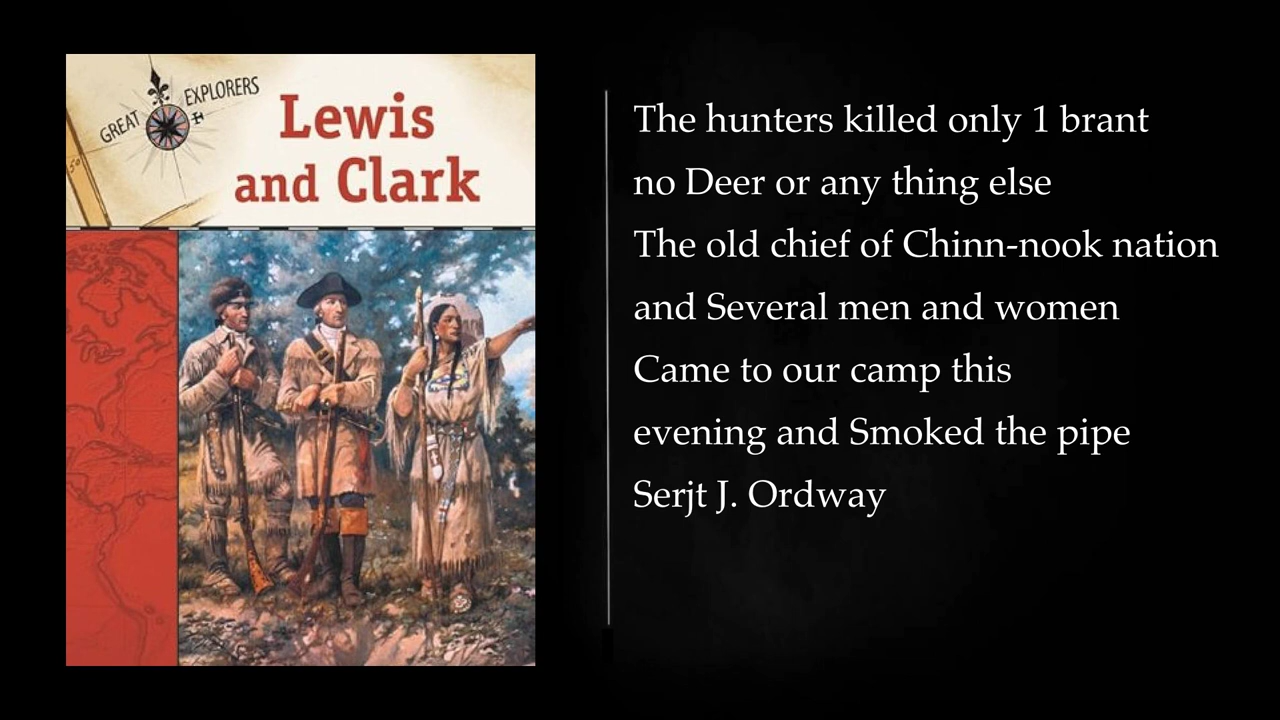 GREAT EXPLORERS
Lewis
and Clark
The hunters killed only 1 brant
no Deer or any thing else
The old chief of Chinn-nook nation
and Several men and women
Came to our camp this
evening and Smoked the pipe
Serjt J. Ordway